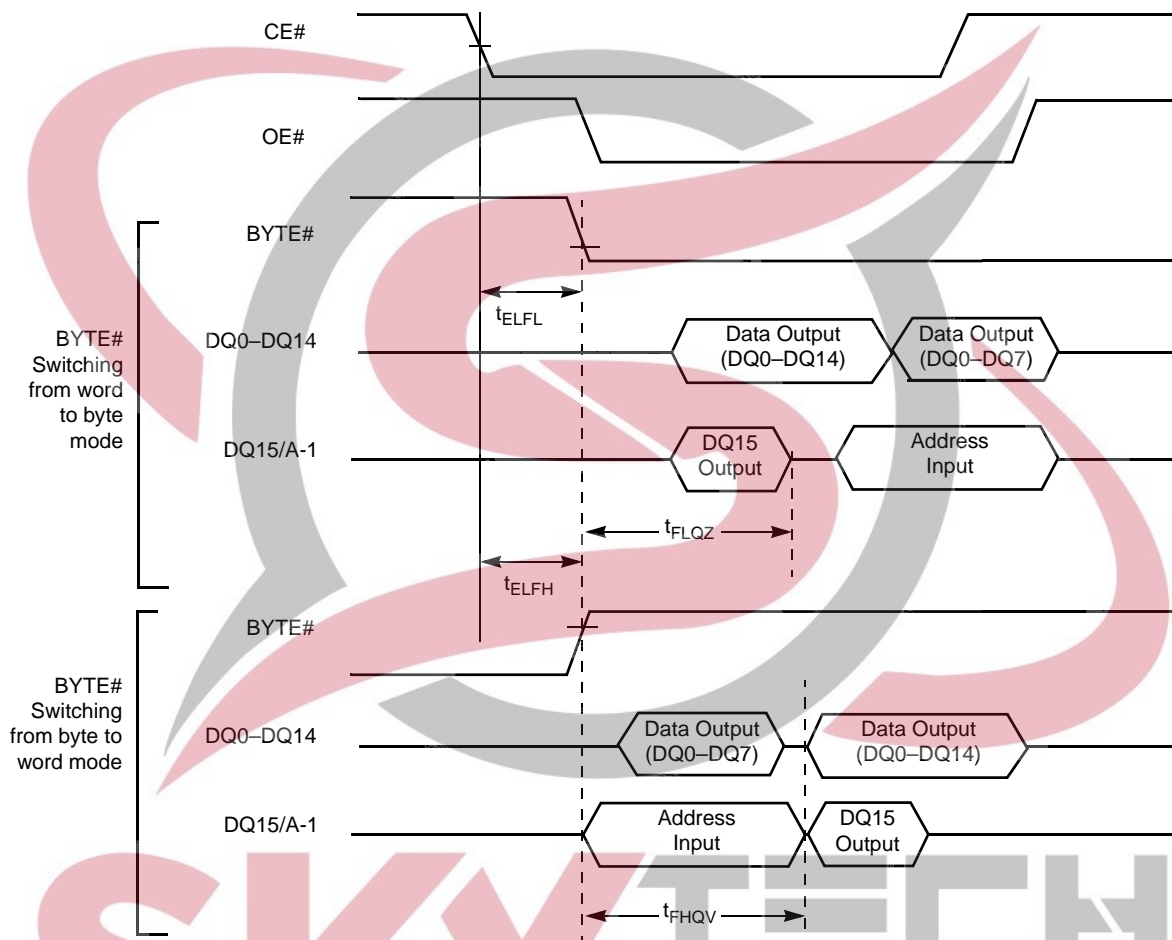 CE#
OE#
BYTE#
tELFL
BYTE#
Switching
from word
to byte
mode
DQ0–DQ14
Data Output
(DQ0–DQ14)
Data Output
(DQ0–DQ7)
DQ15/A-1
DQ15
Output
Address
Input
tFLQZ
tELFH
BYTE#
BYTE#
Switching
from byte to
word mode
DQ0–DQ14
Data Output
(DQ0–DQ7)
Data Output
(DQ0–DQ14)
DQ15/A-1
Address
Input
DQ15
Output
tFHQV
SKYTECH